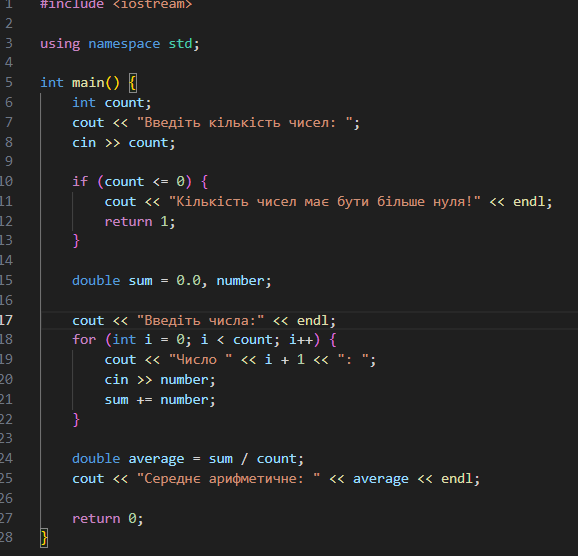 1 #include <iostream>
2
3 using namespace std;
4
5 int main() {
6 int count;
7 cout << "Введіть кількість чисел: ";
8 cin >> count;
9
10 if (count <= 0) {
11 cout << "Кількість чисел має бути більше нуля!" << endl;
12 return 1;
13 }
14
15 double sum = 0.0, number;
16
17 cout << "Введіть числа:" << endl;
18 for (int i = 0; i < count; i++) {
19 cout << "Число " << i + 1 << ": ";
20 cin >> number;
21 sum += number;
22 }
23
24 double average = sum / count;
25 cout << "Середнє арифметичне: " << average << endl;
26
27 return 0;
28 }